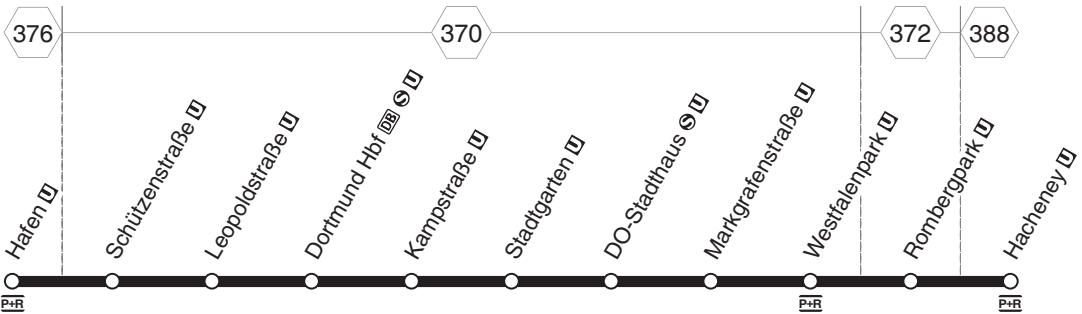 376 370 372 388
Hafen U
Schützenstraße U
Leopoldstraße U
Dortmund Hbf DB S U
Kampstraße U
Stadtgarten U
DO-Stadthaus S U
Markgrafenstraße U
Westfalenpark U
Rombergpark U
Hacheney U
P+R P+R P+R